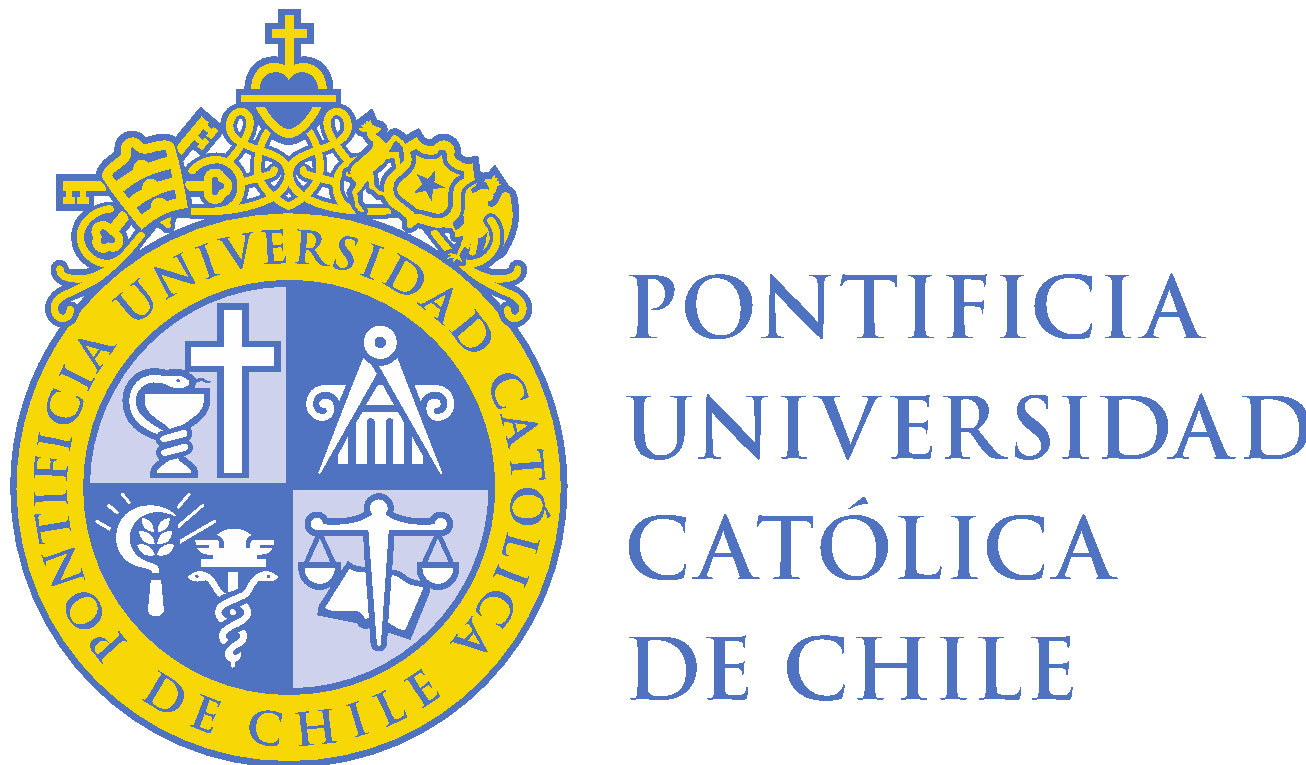 PONTIFICIA UNIVERSIDAD CATÓLICA
DE CHILE
PONTIFICIA
UNIVERSIDAD
CATÓLICA
DE CHILE